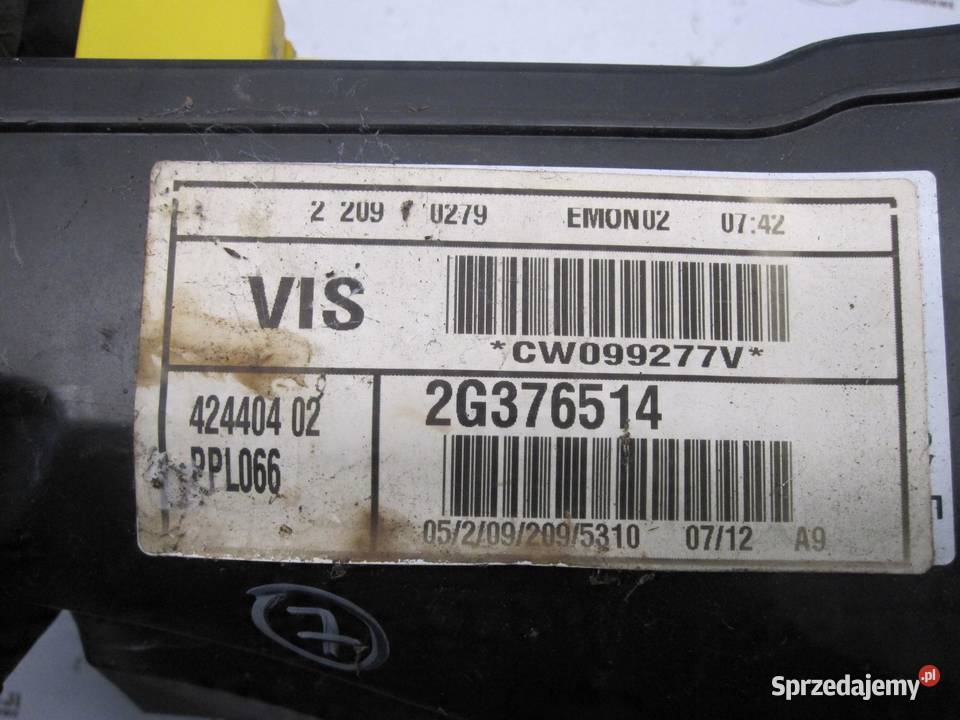 2 209 0279 EMON02 07:42
VIS
*CW099277V*
424404 02
2G376514
PPL066
05/2/09/209/5310 07/12 A9
7
Sprzedajemy.pl